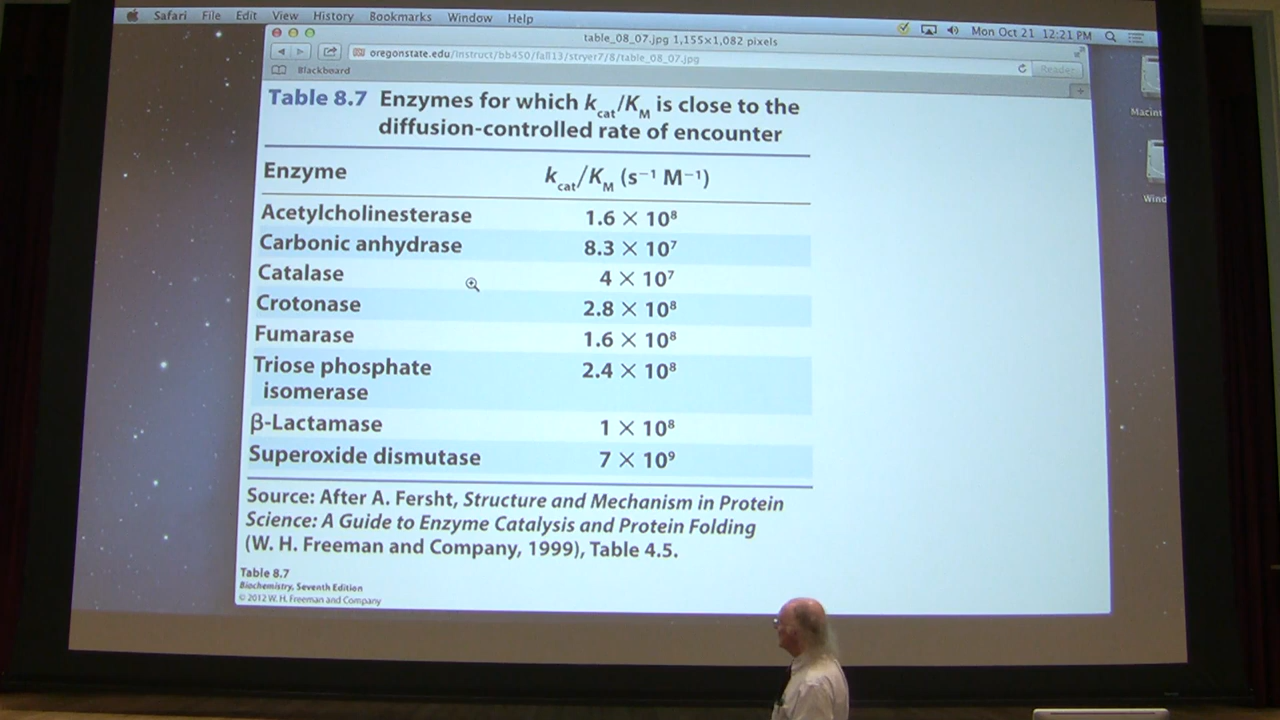 Safari File Edit View History Bookmarks Window Help Mon Oct 21 12:21 PM
table_08_07.jpg 1,155×1,082 pixels
oregonstate.edu/instruct/bb450/fall13/stryer7/8/table_08_07.jpg Reader
Blackboard
Macint
Wind
Table 8.7 Enzymes for which kcat/KM is close to the
diffusion-controlled rate of encounter
Enzyme kcat/KM (s⁻¹ M⁻¹)
Acetylcholinesterase 1.6 × 10⁸
Carbonic anhydrase 8.3 × 10⁷
Catalase 4 × 10⁷
Crotonase 2.8 × 10⁸
Fumarase 1.6 × 10⁸
Triose phosphate 2.4 × 10⁸
isomerase
β-Lactamase 1 × 10⁸
Superoxide dismutase 7 × 10⁹
Source: After A. Fersht, Structure and Mechanism in Protein
Science: A Guide to Enzyme Catalysis and Protein Folding
(W. H. Freeman and Company, 1999), Table 4.5.
Table 8.7
Biochemistry, Seventh Edition
© 2012 W. H. Freeman and Company